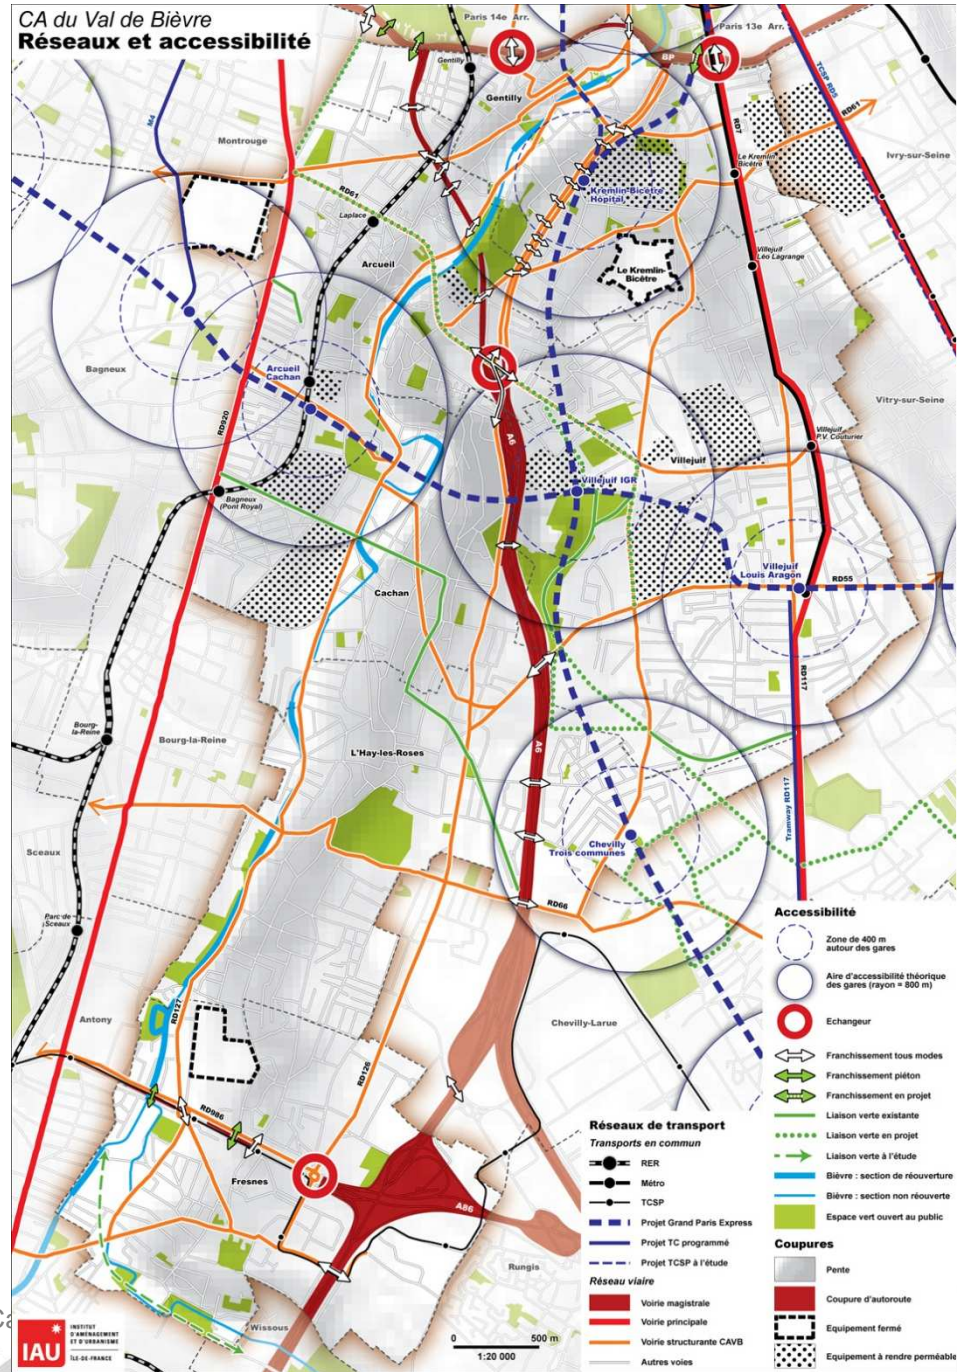 CA du Val de Bièvre
Réseaux et accessibilité
Paris 14e Arr.
Paris 13e Arr.
Gentilly
BP
Gentilly
TCSP RD5
M4
RD7
RD61
Montrouge
Ivry-sur-Seine
Le Kremlin
Bicêtre
RD61
Kremlin-Bicêtre
Hôpital
Laplace
Arcueil
Villejuif
Léo Lagrange
Le Kremlin-
Bicêtre
Bagneux
Arcueil
Cachan
Vitry-sur-Seine
RD920
A6
Villejuif
P.V. Couturier
Villejuif
Villejuif IGR
Bagneux
(Pont Royal)
Villejuif
Louis Aragon
RD55
Cachan
RD117
Bourg-
la-Reine
Bourg-la-Reine
L'Hay-les-Roses
A6
Tramway RD117
Chevilly
Trois communes
Sceaux
RD66
Parc de
Sceaux
Antony
RD127
Chevilly-Larue
RD126
RD986
Fresnes
A86
Rungis
Wissous
Accessibilité
Zone de 400 m
autour des gares
Aire d'accessibilité théorique
des gares (rayon = 800 m)
Echangeur
Franchissement tous modes
Franchissement piéton
Franchissement en projet
Liaison verte existante
Liaison verte en projet
Liaison verte à l'étude
Bièvre : section de réouverture
Bièvre : section non réouverte
Espace vert ouvert au public
Coupures
Pente
Coupure d'autoroute
Equipement fermé
Equipement à rendre perméable
Réseaux de transport
Transports en commun
RER
Métro
TCSP
Projet Grand Paris Express
Projet TC programmé
Projet TCSP à l'étude
Réseau viaire
Voirie magistrale
Voirie principale
Voirie structurante CAVB
Autres voies
0 500 m
1:20 000
IAU
INSTITUT
D'AMÉNAGEMENT
ET D'URBANISME
ÎLE-DE-FRANCE